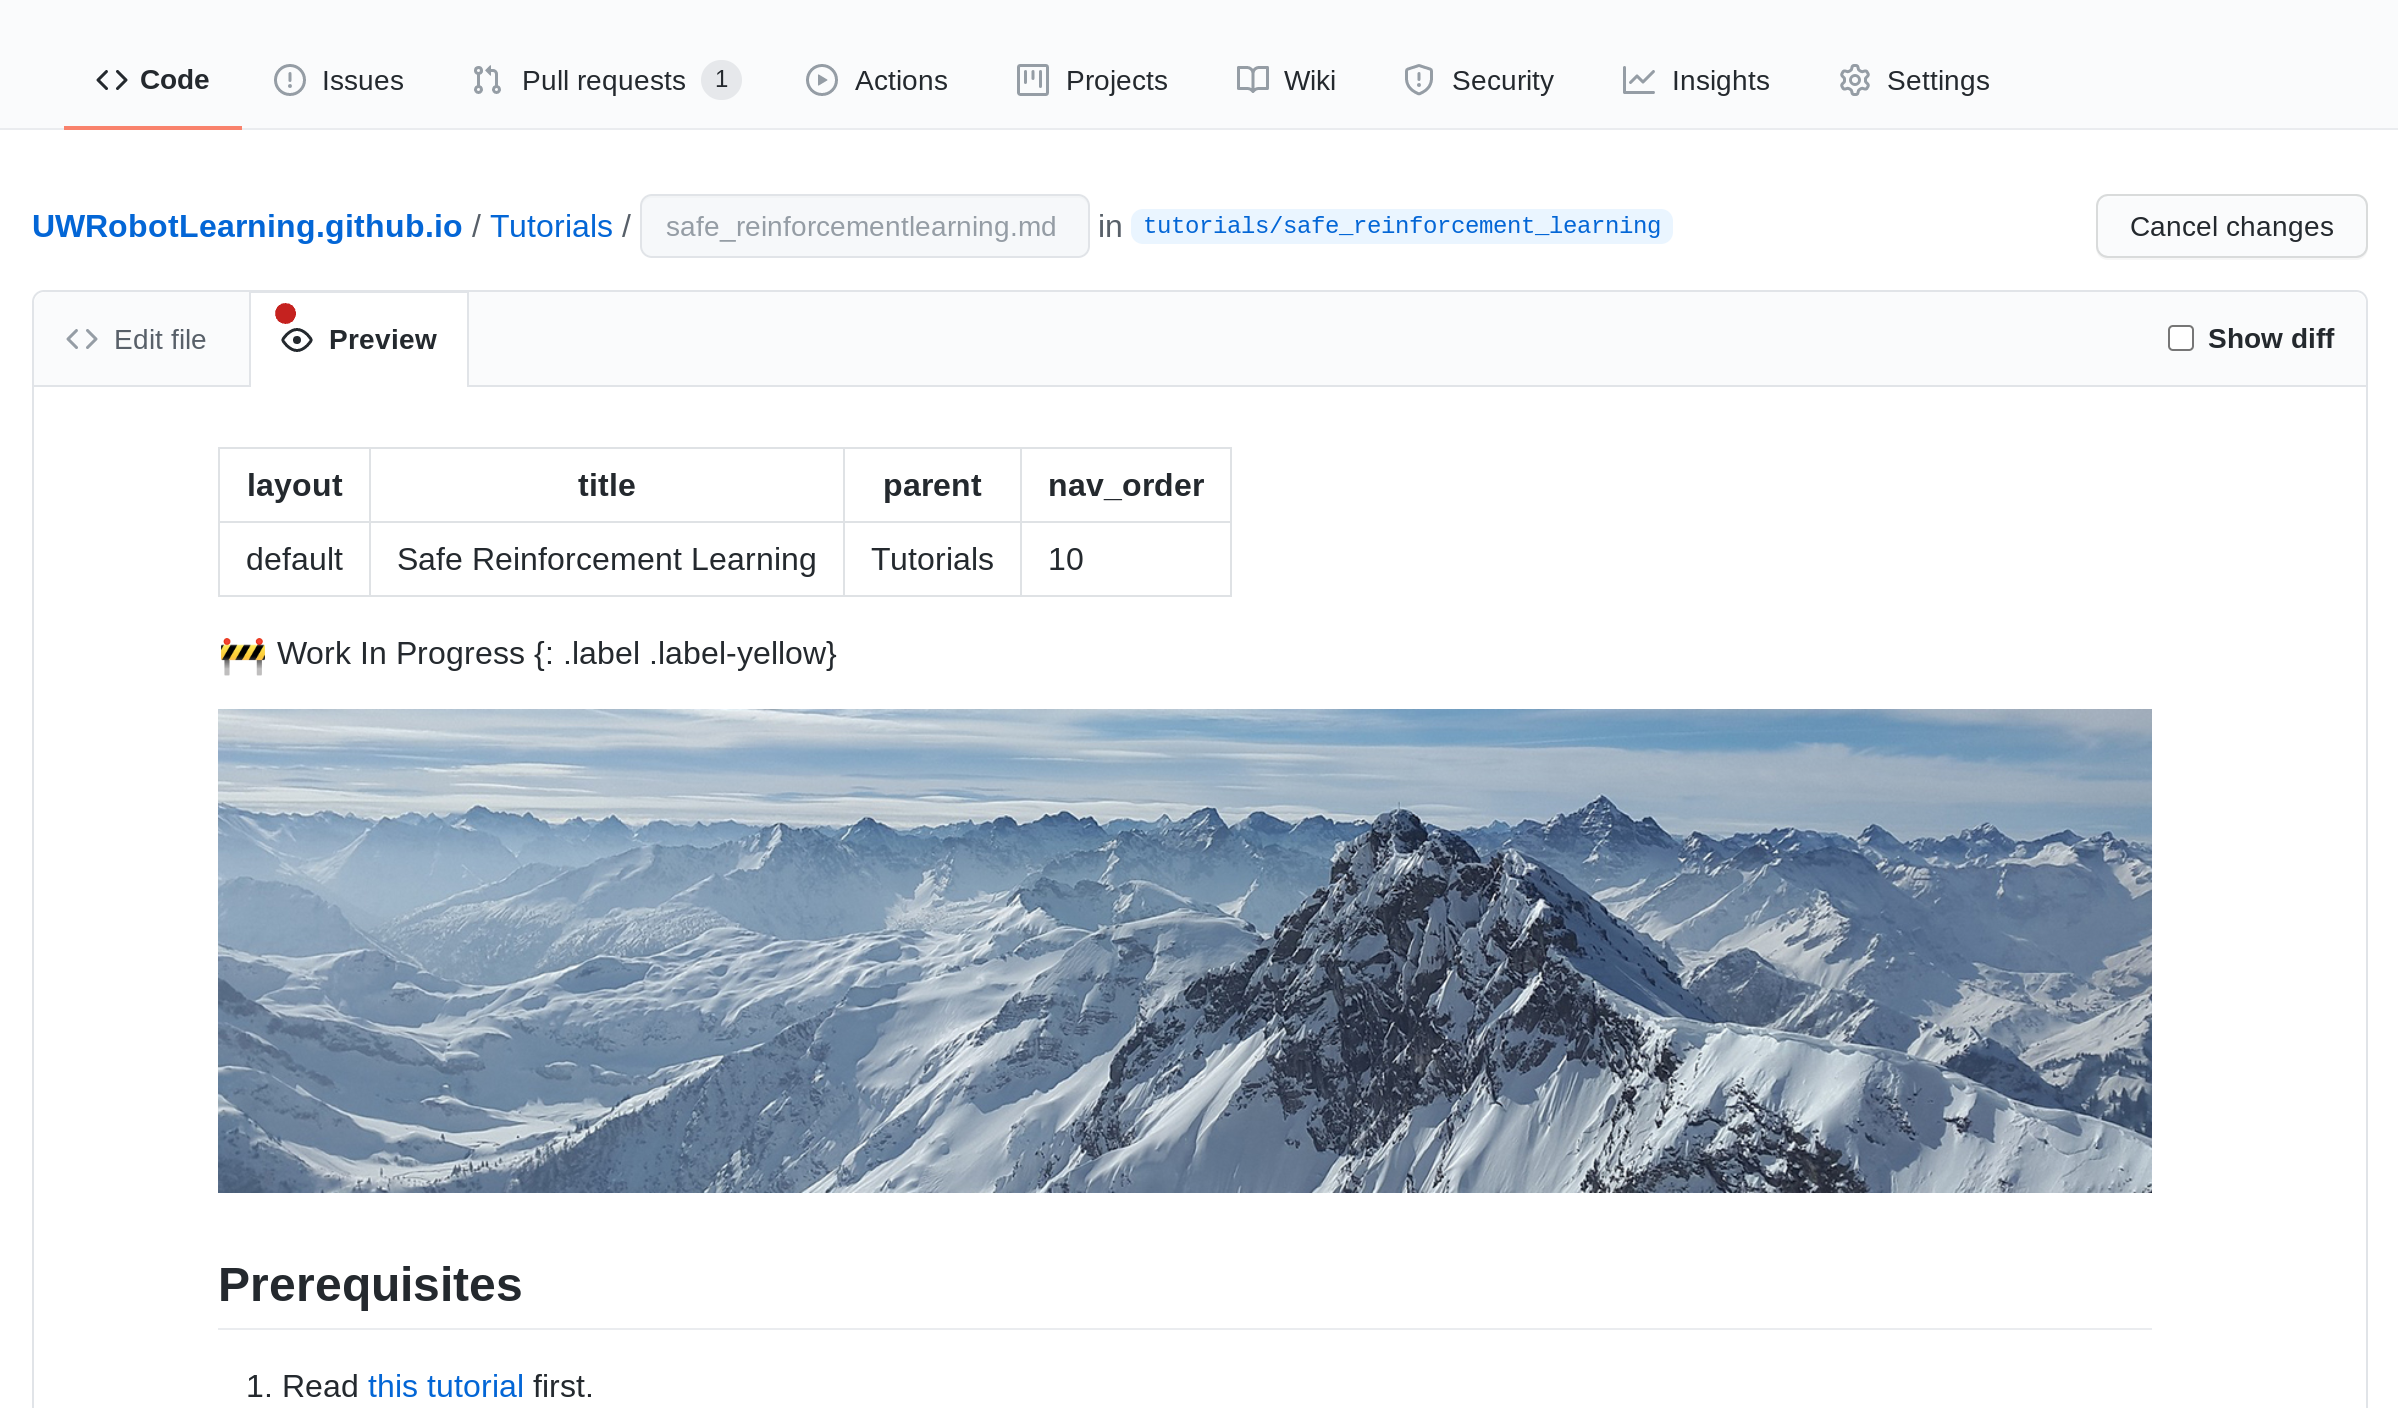 Code Issues Pull requests 1 Actions Projects Wiki Security Insights Settings
UWRobotLearning.github.io / Tutorials / safe_reinforcementlearning.md in tutorials/safe_reinforcement_learning Cancel changes
Edit file Preview Show diff
layout title parent nav_order
default Safe Reinforcement Learning Tutorials 10
🚧 Work In Progress {: .label .label-yellow}
Prerequisites
1. Read this tutorial first.